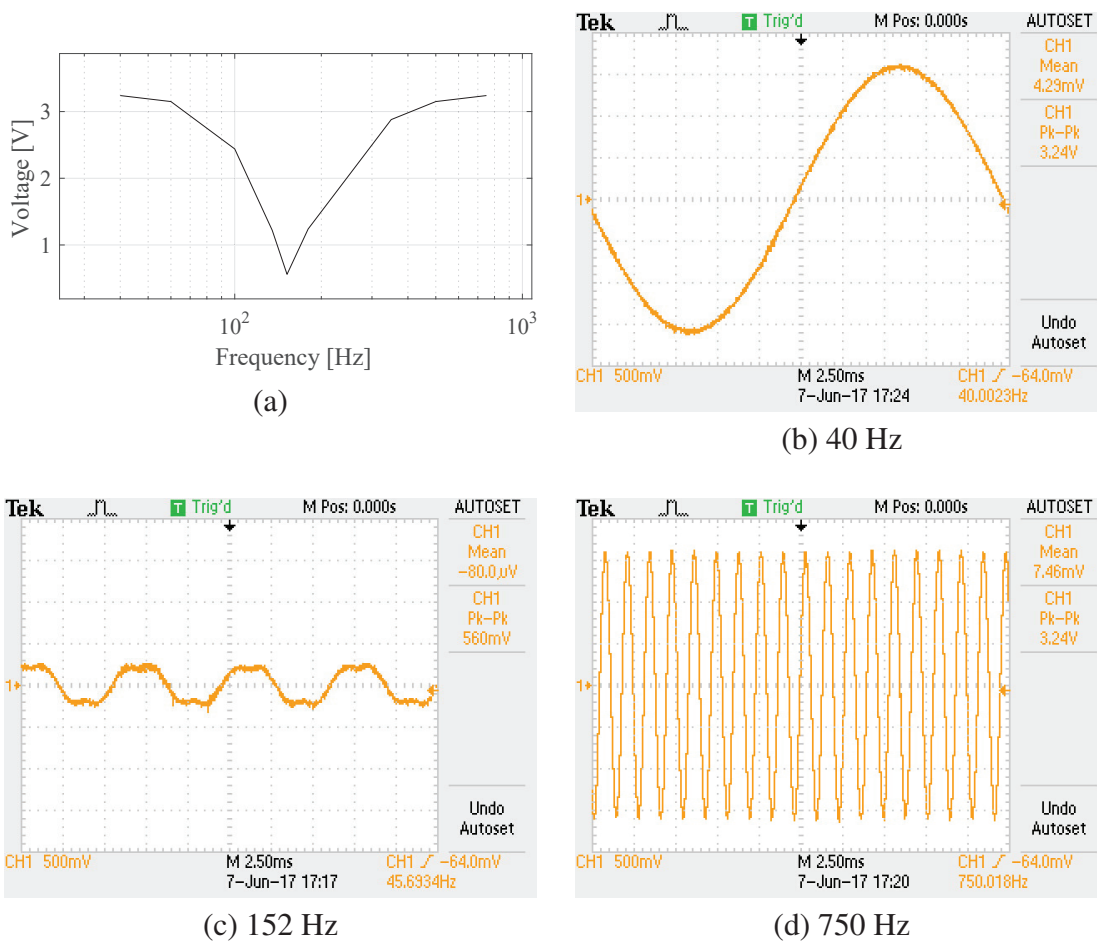 3
2
1
Voltage [V]
10²
10³
Frequency [Hz]
(a)
Tek
T Trig'd
M Pos: 0.000s
AUTOSET
CH1
Mean
4.29mV
CH1
Pk-Pk
3.24V
1
Undo
Autoset
CH1 500mV
M 2.50ms
CH1 -64.0mV
7-Jun-17 17:24
40.0023Hz
(b) 40 Hz
Tek
T Trig'd
M Pos: 0.000s
AUTOSET
CH1
Mean
-80.0µV
CH1
Pk-Pk
560mV
1
Undo
Autoset
CH1 500mV
M 2.50ms
CH1 -64.0mV
7-Jun-17 17:17
45.6934Hz
(c) 152 Hz
Tek
T Trig'd
M Pos: 0.000s
AUTOSET
CH1
Mean
7.46mV
CH1
Pk-Pk
3.24V
1
Undo
Autoset
CH1 500mV
M 2.50ms
CH1 -64.0mV
7-Jun-17 17:20
750.018Hz
(d) 750 Hz